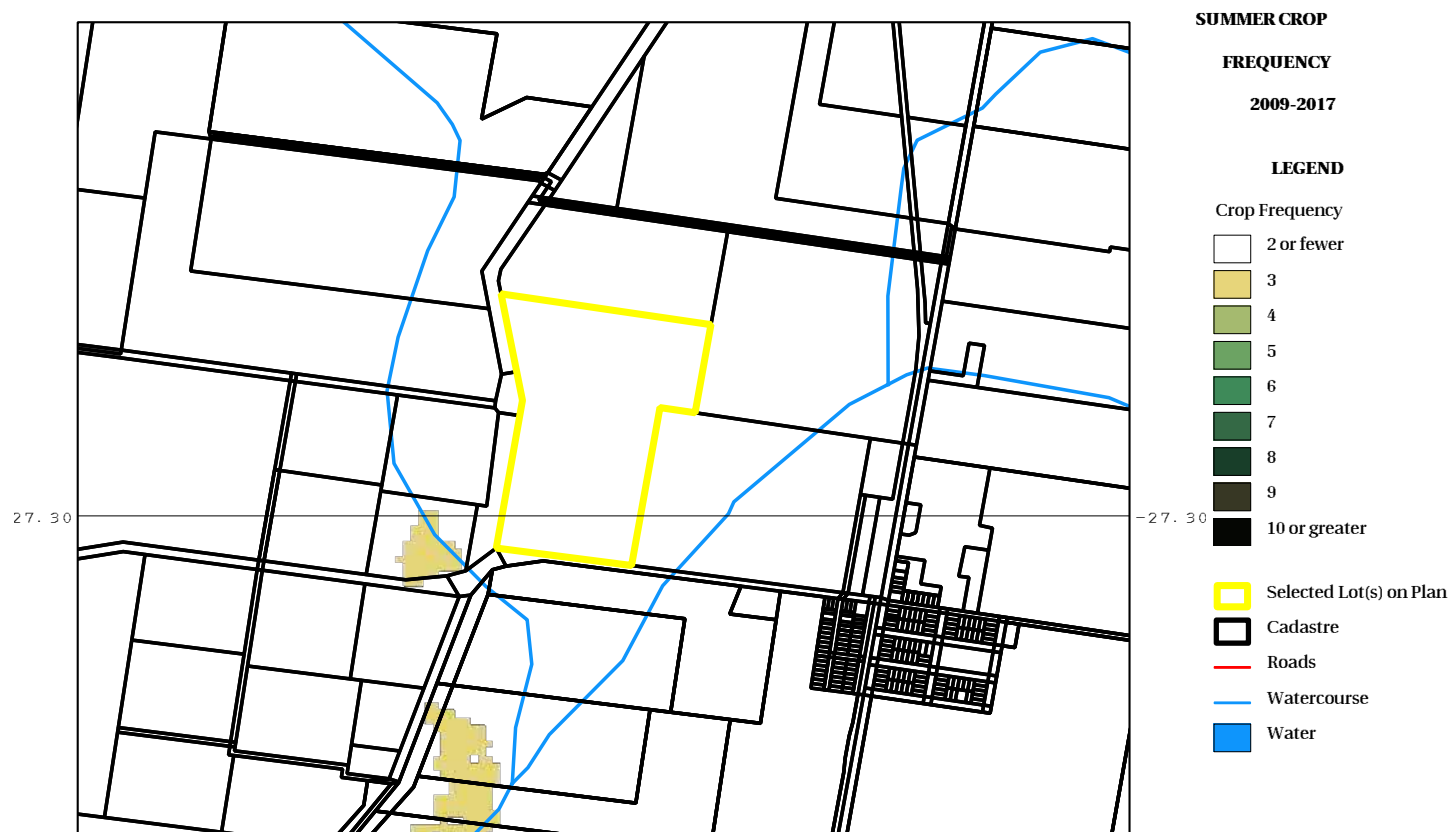 SUMMER CROP
FREQUENCY
2009-2017
LEGEND
Crop Frequency
2 or fewer
3
4
5
6
7
8
9
10 or greater
Selected Lot(s) on Plan
Cadastre
Roads
Watercourse
Water
27.30
-27.30